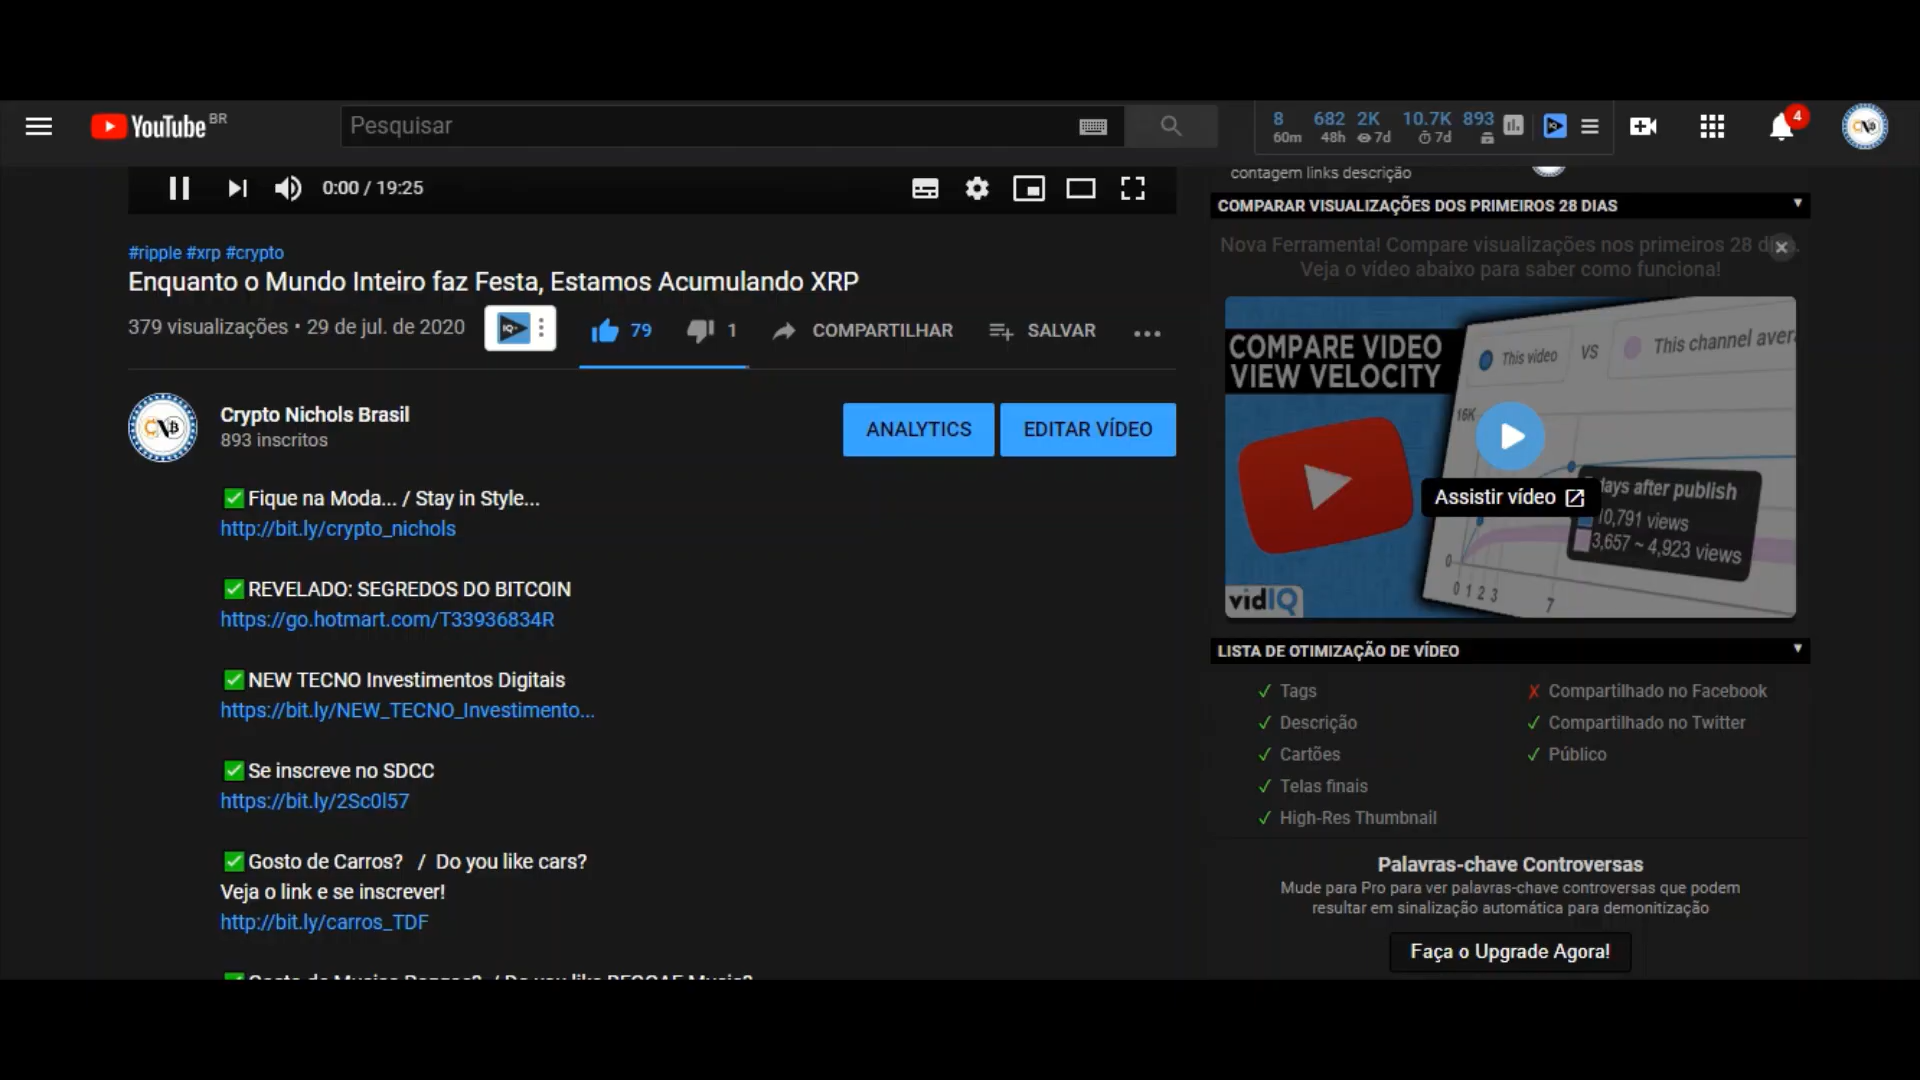 YouTube BR
Pesquisar
8 682 2K 10.7K 893
60m 48h 7d 7d
4
0:00 / 19:25
#ripple #xrp #crypto
Enquanto o Mundo Inteiro faz Festa, Estamos Acumulando XRP
379 visualizações • 29 de jul. de 2020
IQ
79
1
COMPARTILHAR
SALVAR
Crypto Nichols Brasil
893 inscritos
ANALYTICS
EDITAR VÍDEO
✅Fique na Moda... / Stay in Style...
http://bit.ly/crypto_nichols
✅REVELADO: SEGREDOS DO BITCOIN
https://go.hotmart.com/T33936834R
✅NEW TECNO Investimentos Digitais
https://bit.ly/NEW_TECNO_Investimento...
✅Se inscreve no SDCC
https://bit.ly/2Sc0l57
✅Gosto de Carros? / Do you like cars?
Veja o link e se inscrever!
http://bit.ly/carros_TDF
contagem links descrição
COMPARAR VISUALIZAÇÕES DOS PRIMEIROS 28 DIAS
Nova Ferramenta! Compare visualizações nos primeiros 28
Veja o vídeo abaixo para saber como funciona!
COMPARE VIDEO
VIEW VELOCITY
This video VS This channel
16K
Assistir vídeo
days after publish
10,791 views
3,657 ~ 4,923 views
0
0 1 2 3 7
vidIQ
LISTA DE OTIMIZAÇÃO DE VÍDEO
✓ Tags
✓ Descrição
✓ Cartões
✓ Telas finais
✓ High-Res Thumbnail
✗ Compartilhado no Facebook
✓ Compartilhado no Twitter
✓ Público
Palavras-chave Controversas
Mude para Pro para ver palavras-chave controversas que podem
resultar em sinalização automática para demonitização
Faça o Upgrade Agora!